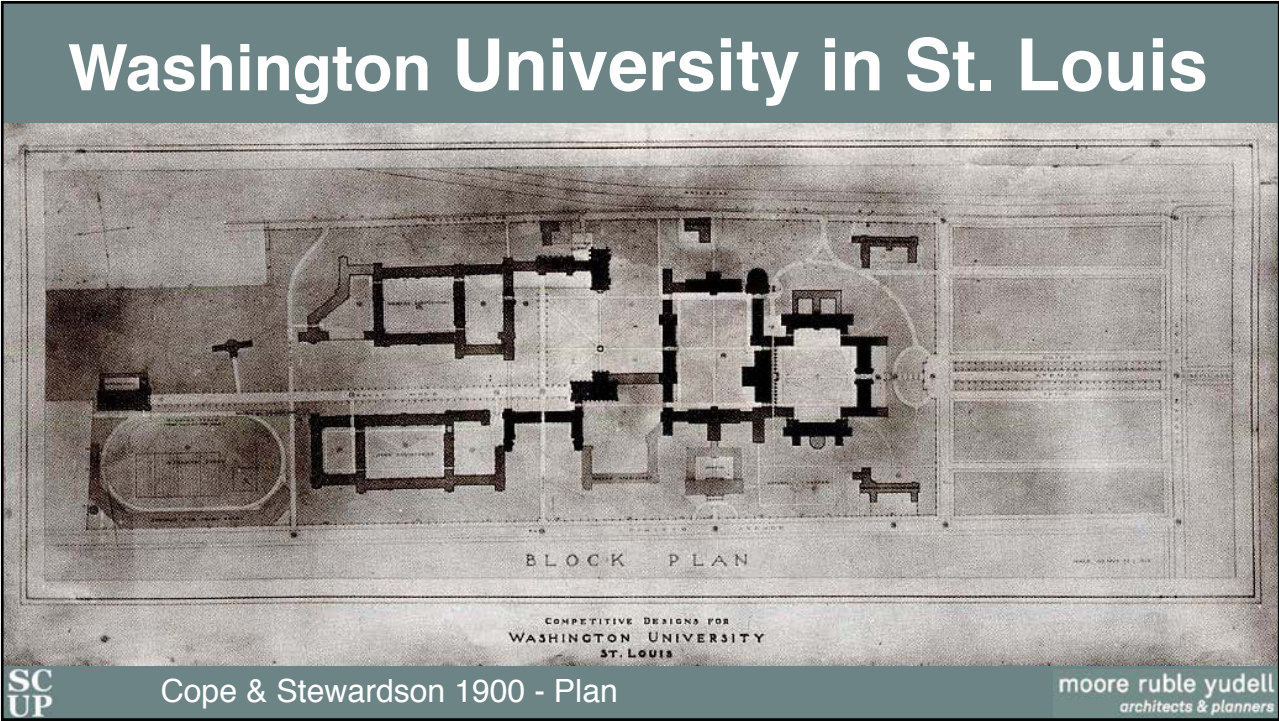 Washington University in St. Louis
BLOCK PLAN
COMPETITIVE DESIGNS FOR
WASHINGTON UNIVERSITY
ST. LOUIS
SC
UP
Cope & Stewardson 1900 - Plan
moore ruble yudell
architects & planners